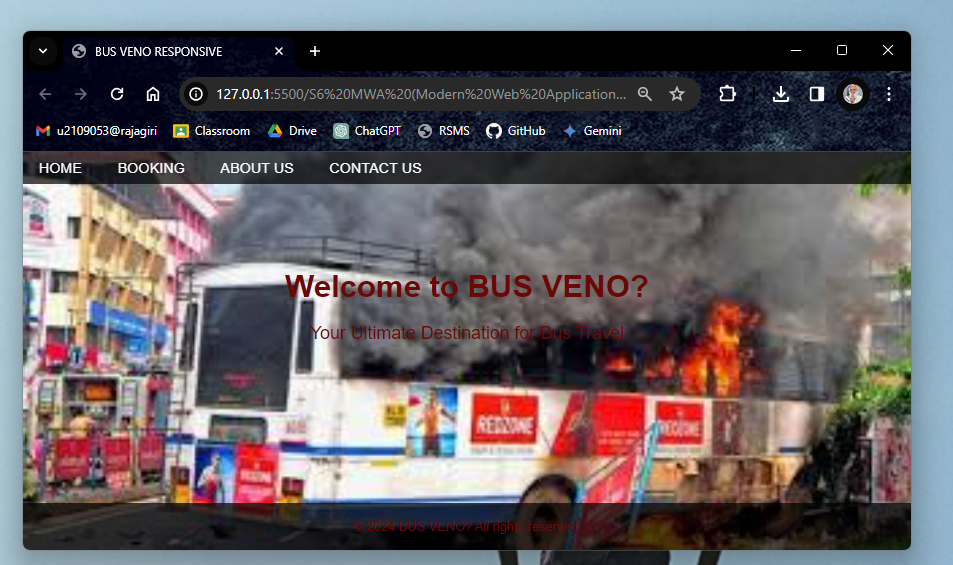 BUS VENO RESPONSIVE
127.0.0.1:5500/S6%20MWA%20(Modern%20Web%20Application...
u2109053@rajagiri Classroom Drive ChatGPT RSMS GitHub Gemini
HOME BOOKING ABOUT US CONTACT US
Welcome to BUS VENO?
Your Ultimate Destination for Bus Travel
REDZONE
REDZONE
© 2024 BUS VENO? All rights reserved